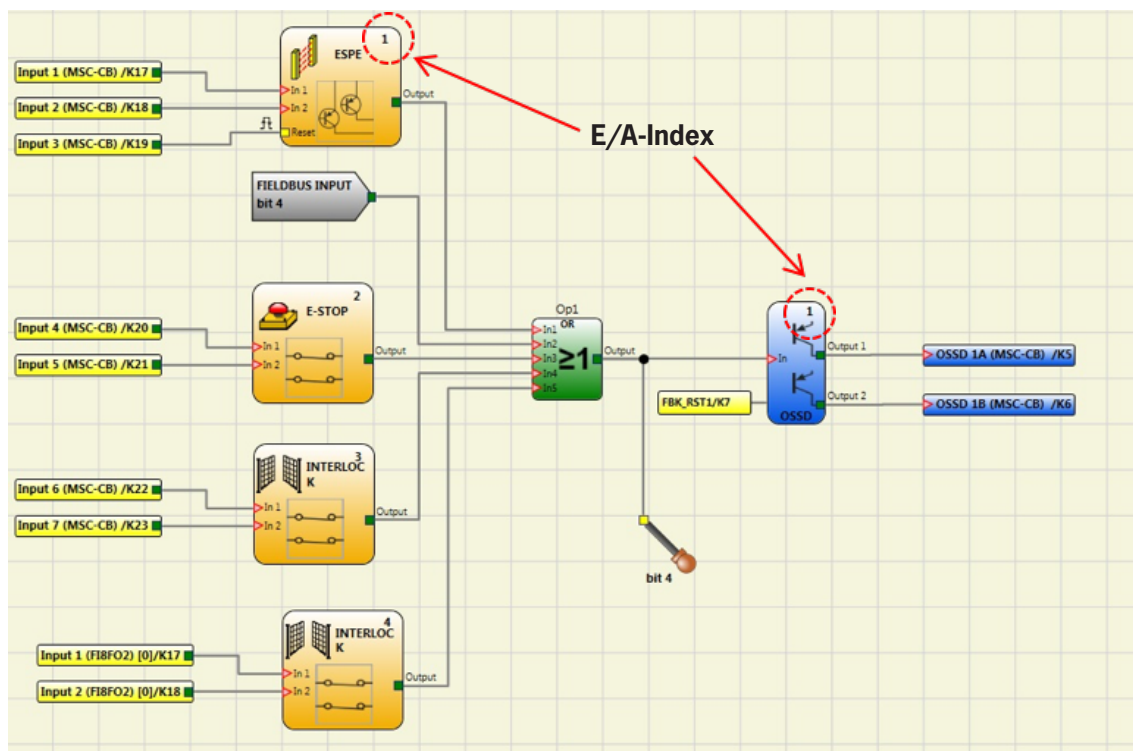 1
ESPE
Input 1 (MSC-CB) /K17
In 1
Output
Input 2 (MSC-CB) /K18
In 2
Input 3 (MSC-CB) /K19
Reset
E/A-Index
FIELDBUS INPUT
bit 4
2
E-STOP
Input 4 (MSC-CB) /K20
In 1
Output
Input 5 (MSC-CB) /K21
In 2
Op1
OR
In1
In2
In3
In4
In5
≥1
Output
1
In
Output 1
OSSD 1A (MSC-CB) /K5
FBK_RST1/K7
Output 2
OSSD 1B (MSC-CB) /K6
OSSD
3
INTERLOC
K
Input 6 (MSC-CB) /K22
In 1
Output
Input 7 (MSC-CB) /K23
In 2
bit 4
4
INTERLOC
K
Input 1 (FI8FO2) [0]/K17
In 1
Output
Input 2 (FI8FO2) [0]/K18
In 2